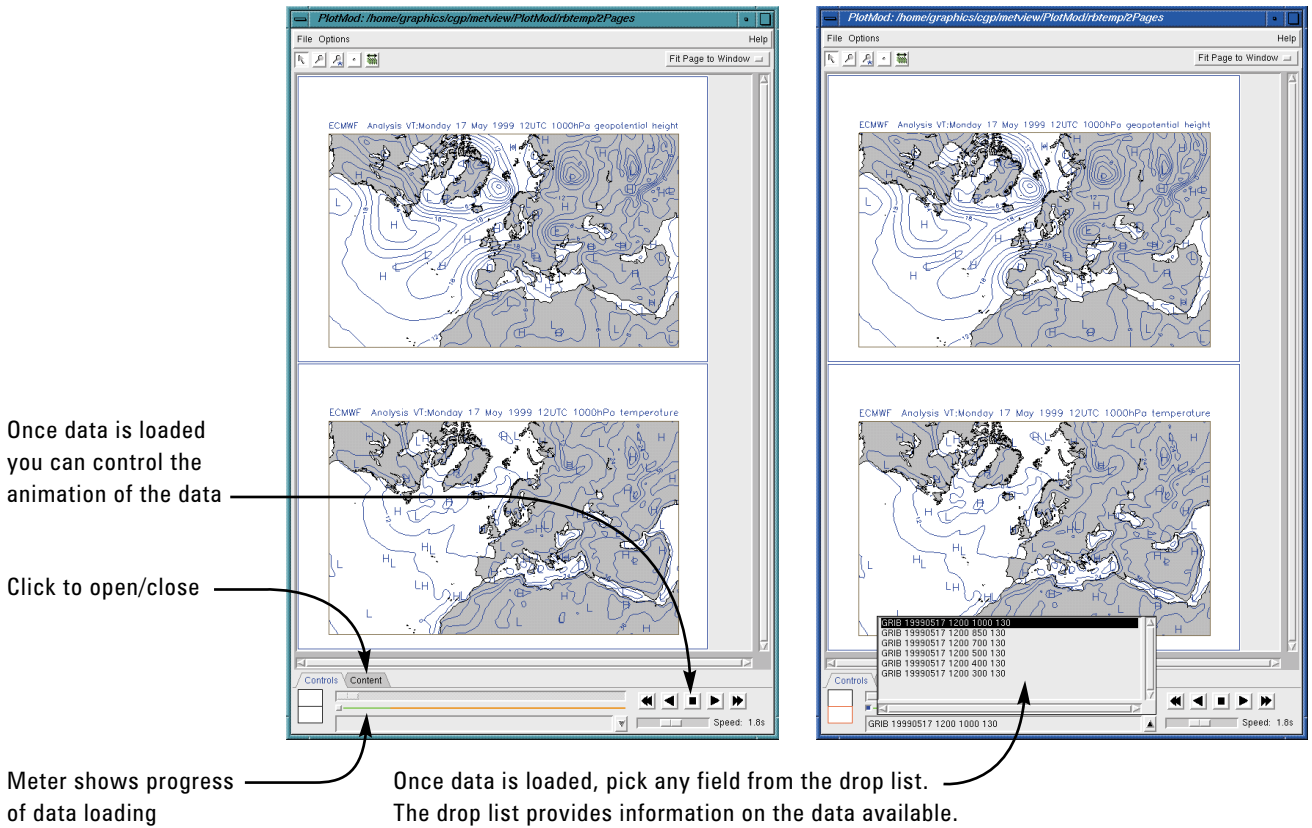 PlotMod: /home/graphics/cgp/metview/PlotMod/rbtemp/2Pages
File Options Help
Fit Page to Window
ECMWF Analysis VT:Monday 17 May 1999 12UTC 1000hPa geopotential height
ECMWF Analysis VT:Monday 17 May 1999 12UTC 1000hPa temperature
Controls Content
Speed: 1.8s
PlotMod: /home/graphics/cgp/metview/PlotMod/rbtemp/2Pages
File Options Help
Fit Page to Window
ECMWF Analysis VT:Monday 17 May 1999 12UTC 1000hPa geopotential height
ECMWF Analysis VT:Monday 17 May 1999 12UTC 1000hPa temperature
GRIB 19990517 1200 1000 130
GRIB 19990517 1200 850 130
GRIB 19990517 1200 700 130
GRIB 19990517 1200 500 130
GRIB 19990517 1200 400 130
GRIB 19990517 1200 300 130
Controls
GRIB 19990517 1200 1000 130
Speed: 1.8s
Once data is loaded
you can control the
animation of the data
Click to open/close
Meter shows progress
of data loading
Once data is loaded, pick any field from the drop list.
The drop list provides information on the data available.